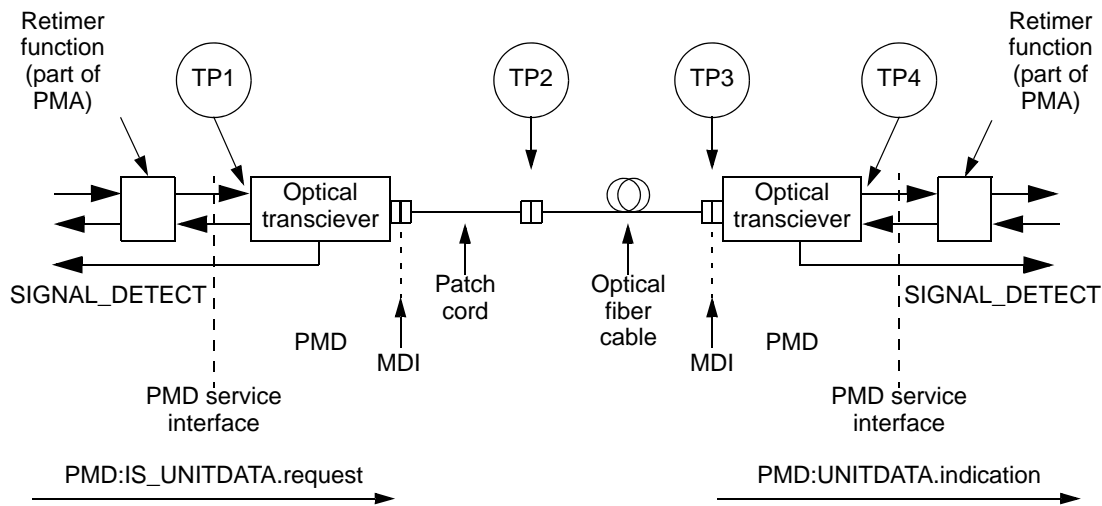 Retimer
function
(part of
PMA)
TP1
TP2
TP3
TP4
Retimer
function
(part of
PMA)
Optical
transciever
Optical
transciever
SIGNAL_DETECT
Patch
cord
Optical
fiber
cable
SIGNAL_DETECT
PMD
MDI
MDI
PMD
PMD service
interface
PMD service
interface
PMD:IS_UNITDATA.request
PMD:UNITDATA.indication